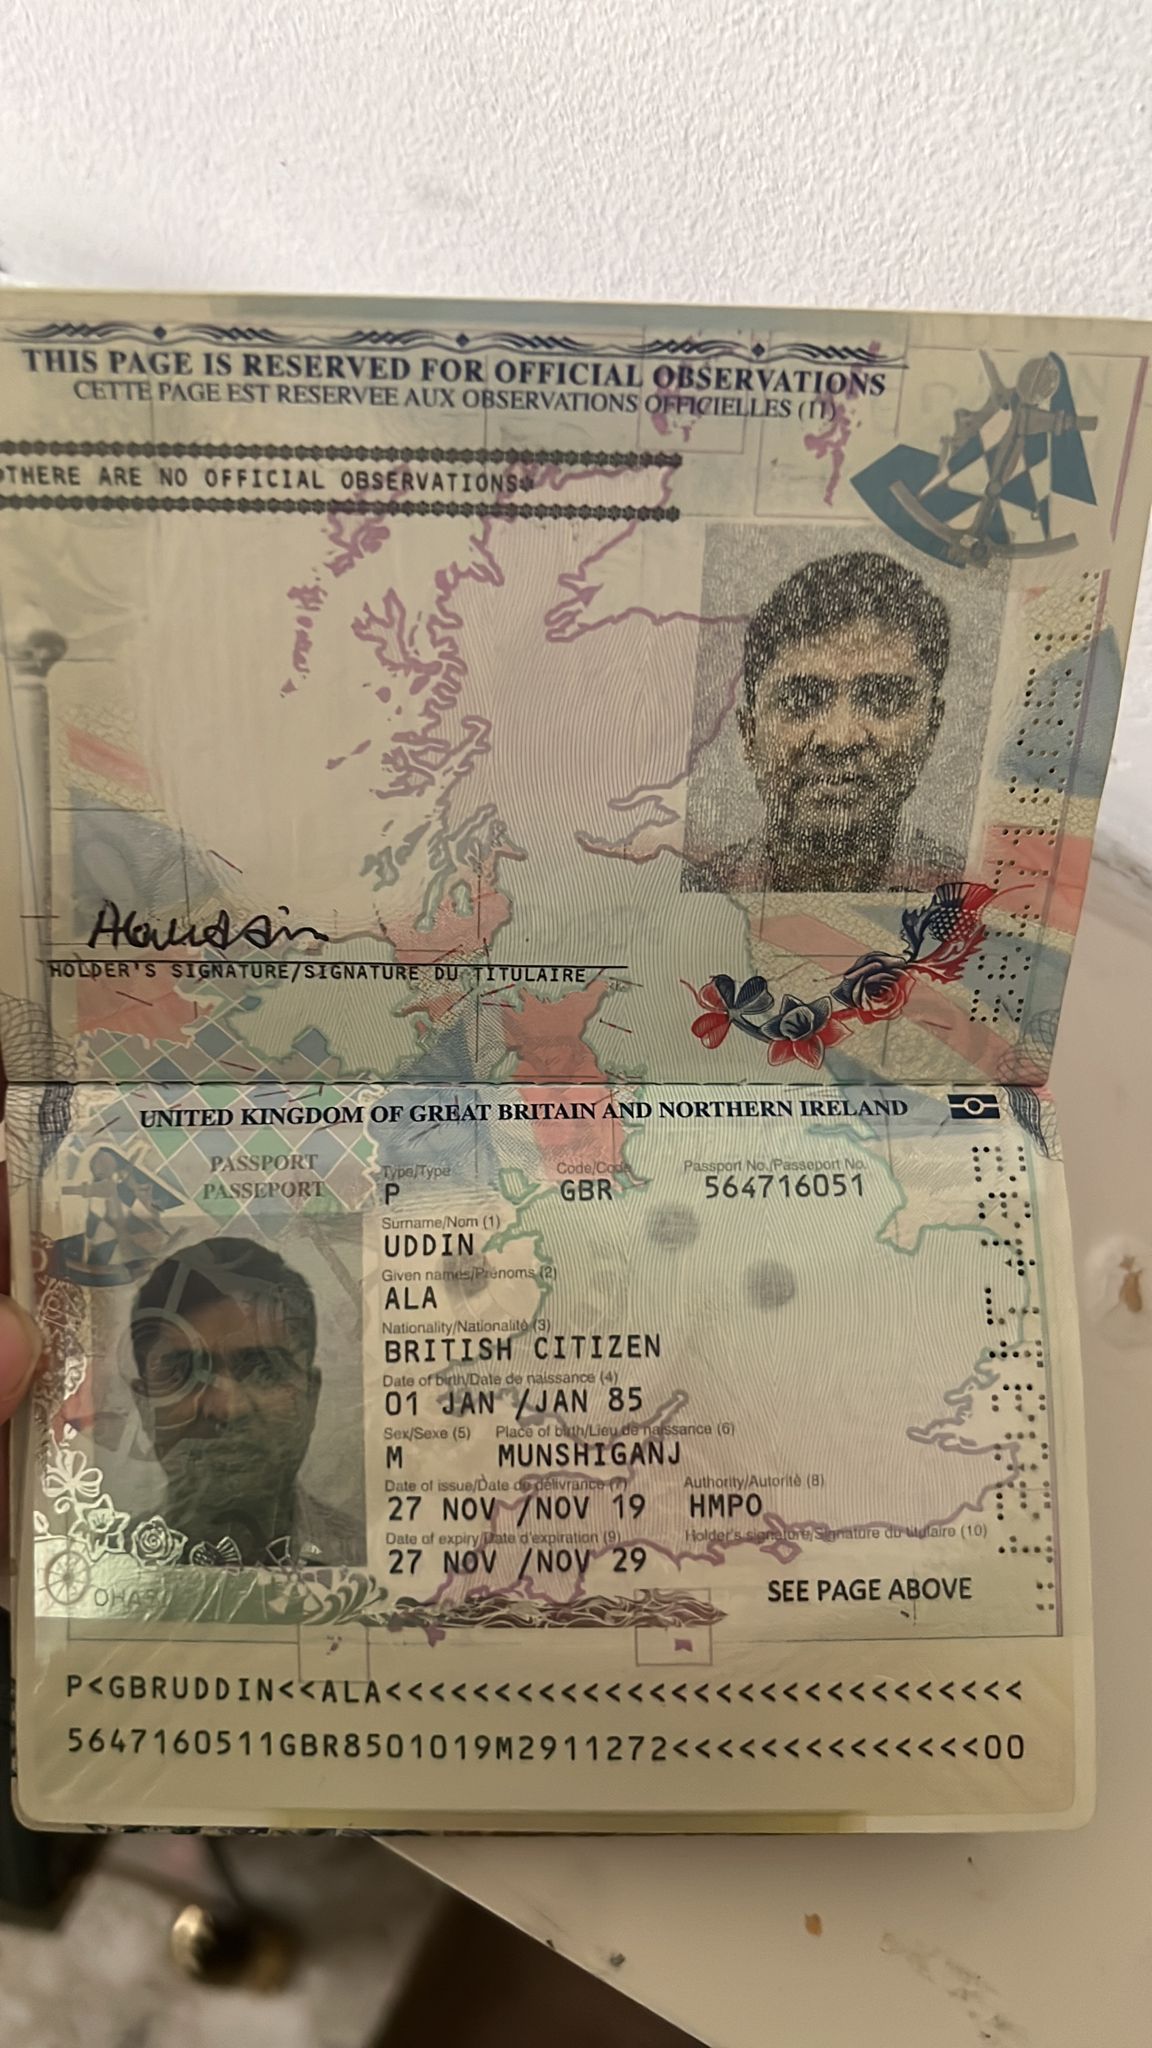 THIS PAGE IS RESERVED FOR OFFICIAL OBSERVATIONS
CETTE PAGE EST RESERVEE AUX OBSERVATIONS OFFICIELLES (11)
THERE ARE NO OFFICIAL OBSERVATIONS
HOLDER'S SIGNATURE/SIGNATURE DU TITULAIRE
UNITED KINGDOM OF GREAT BRITAIN AND NORTHERN IRELAND
PASSPORT
PASSEPORT
Type/Type Code/Code Passport No./Passeport No.
P GBR 564716051
Surname/Nom (1)
UDDIN
Given names/Prénoms (2)
ALA
Nationality/Nationalité (3)
BRITISH CITIZEN
Date of birth/Date de naissance (4)
01 JAN /JAN 85
Sex/Sexe (5) Place of birth/Lieu de naissance (6)
M MUNSHIGANJ
Date of issue/Date de délivrance (7) Authority/Autorité (8)
27 NOV /NOV 19 HMPO
Date of expiry/Date d'expiration (9) Holder's signature/Signature du titulaire (10)
27 NOV /NOV 29
SEE PAGE ABOVE
P<GBRUDDIN<<ALA<<<<<<<<<<<<<<<<<<<<<<<<<<<<<
5647160511GBR8501019M2911272<<<<<<<<<<<<<<00